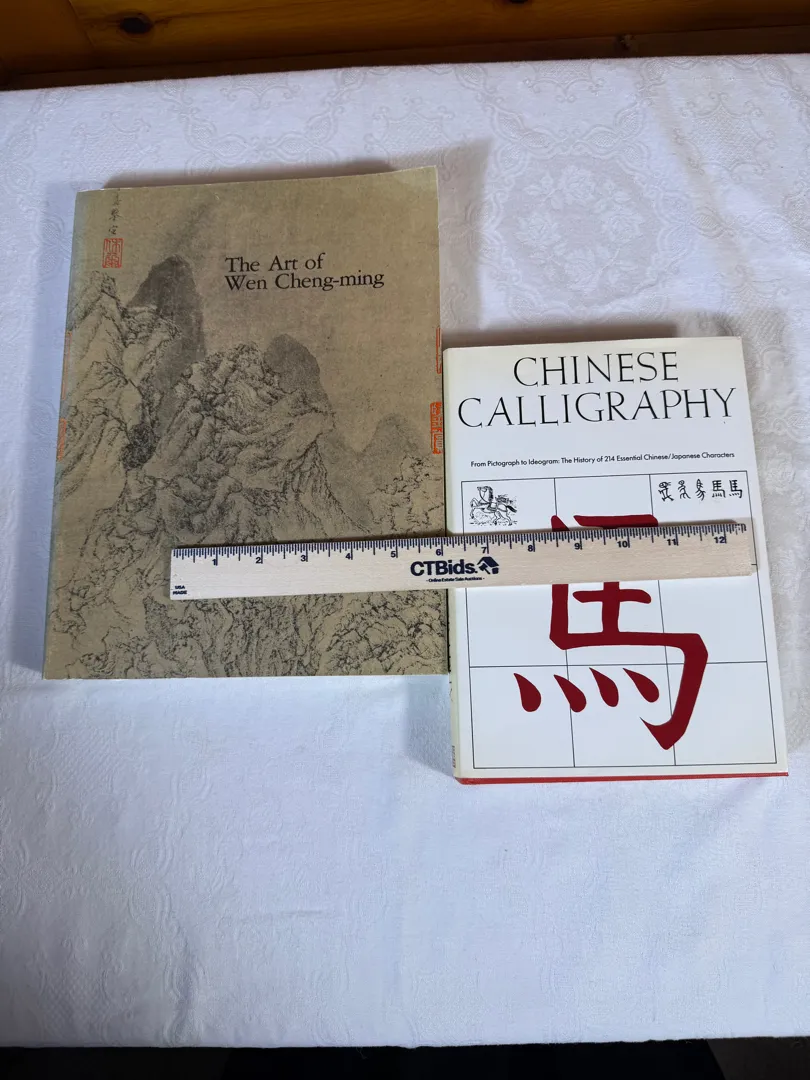 The Art of
Wen Cheng-ming
CHINESE
CALLIGRAPHY
From Pictograph to Ideogram: The History of 214 Essential Chinese/Japanese Characters
馬馬
馬
1 2 3 4 5 6 7 8 9 10 11 12
CTBids.
- Online Estate Sale Auctions -
USA
MADE